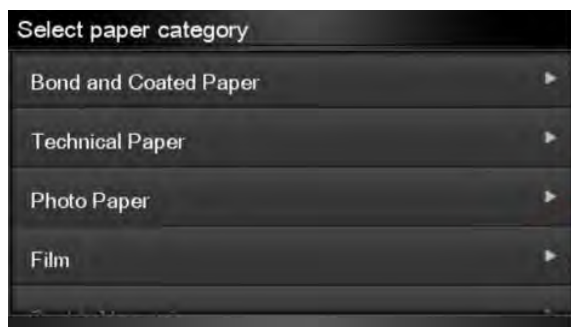 Select paper category
Bond and Coated Paper
Technical Paper
Photo Paper
Film